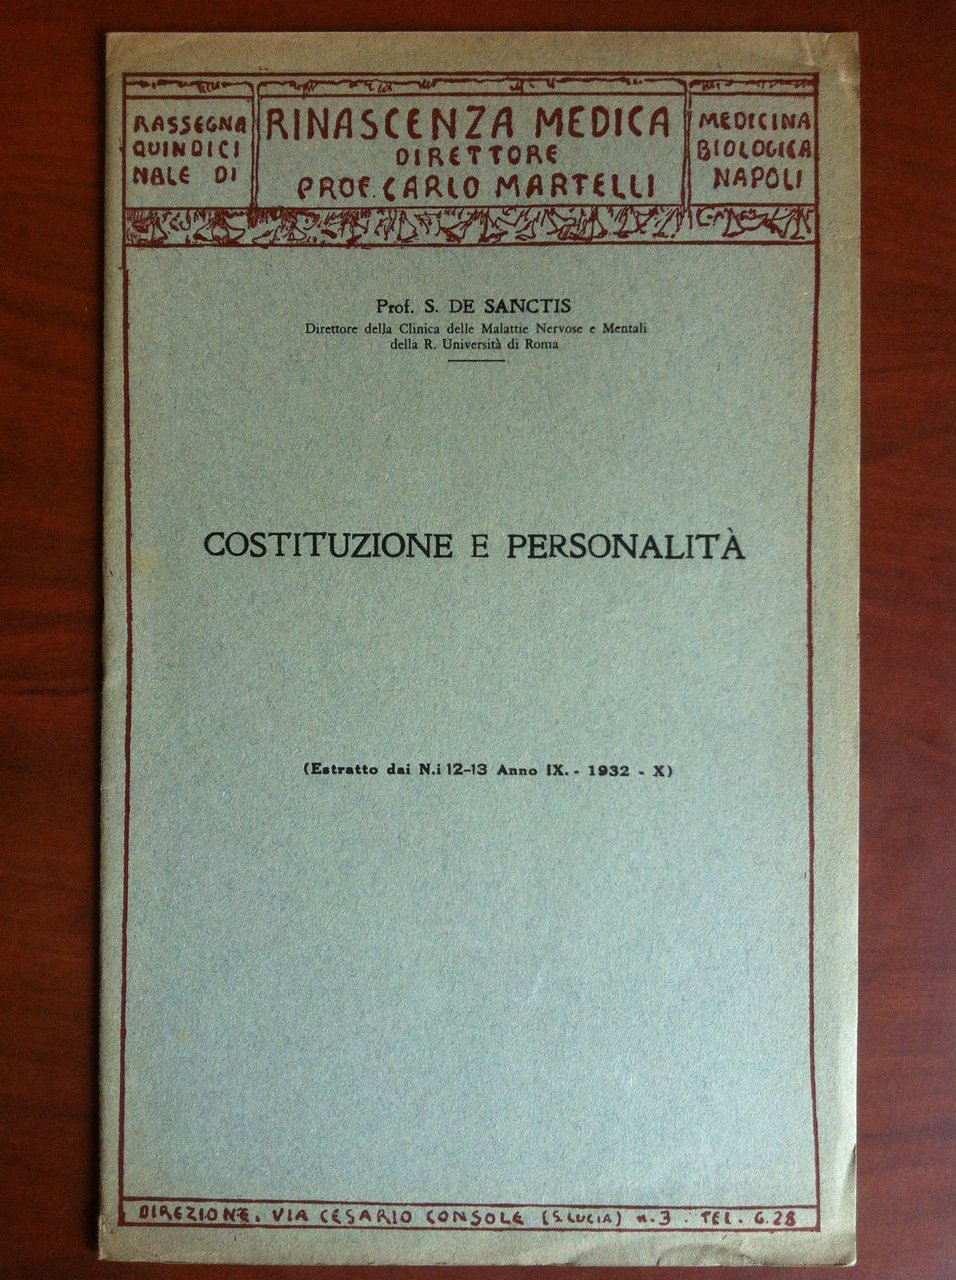 RASSEGNA
QUINDICI
NALE DI
RINASCENZA MEDICA
DIRETTORE
PROF. CARLO MARTELLI
MEDICINA
BIOLOGICA
NAPOLI
Prof. S. DE SANCTIS
Direttore della Clinica delle Malattie Nervose e Mentali
della R. Università di Roma
COSTITUZIONE E PERSONALITÀ
(Estratto dai N.i 12-13 Anno IX. - 1932 - X)
DIREZIONE. VIA CESARIO CONSOLE (S. LUCIA) n. 3 . TEL. 6.28